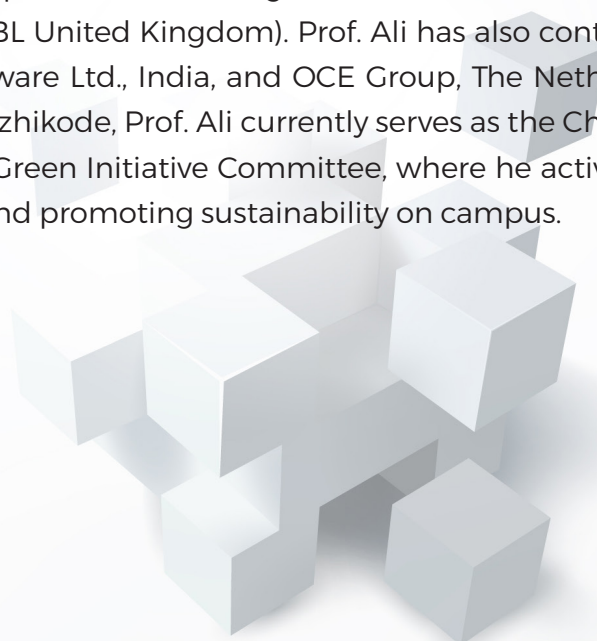 BL United Kingdom). Prof. Ali has also cont
ware Ltd., India, and OCE Group, The Neth
zhikode, Prof. Ali currently serves as the Ch
Green Initiative Committee, where he activ
nd promoting sustainability on campus.